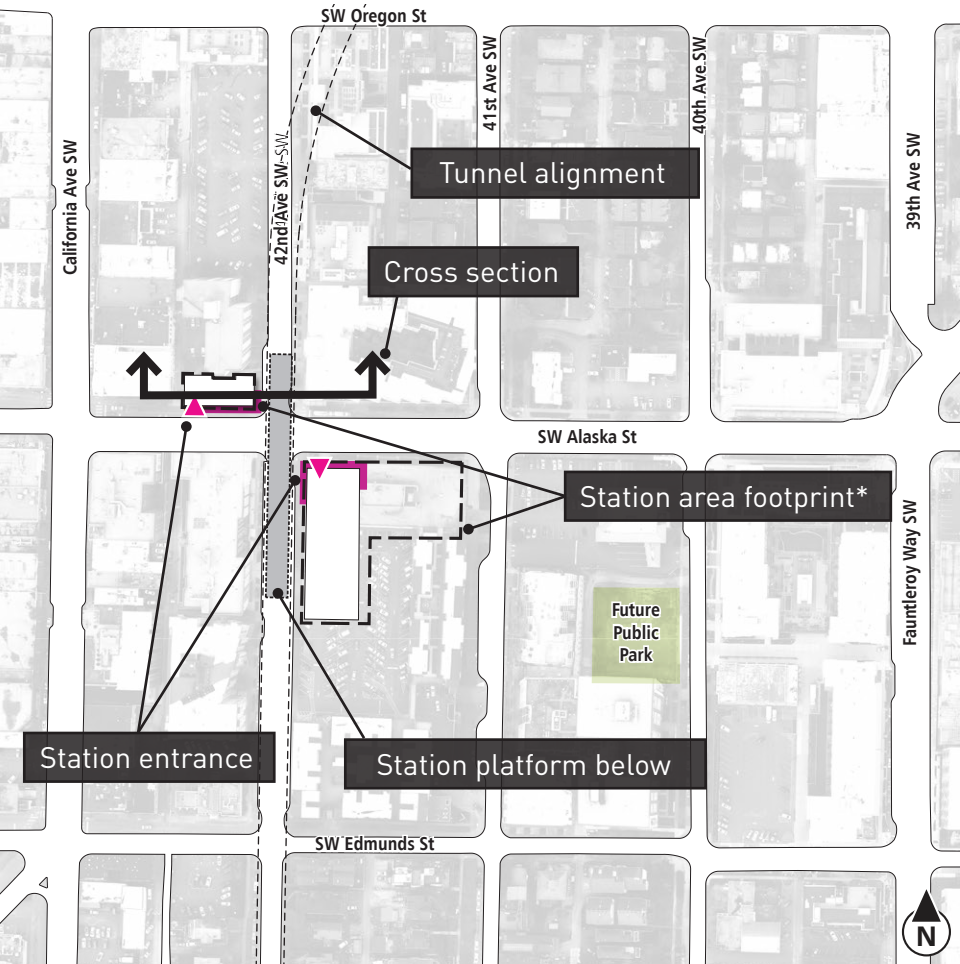 SW Oregon St
41st Ave SW
40th Ave SW
39th Ave SW
California Ave SW
42nd Ave SW
Tunnel alignment
Cross section
SW Alaska St
Station area footprint*
Fauntleroy Way SW
Future
Public
Park
Station entrance
Station platform below
SW Edmunds St
N